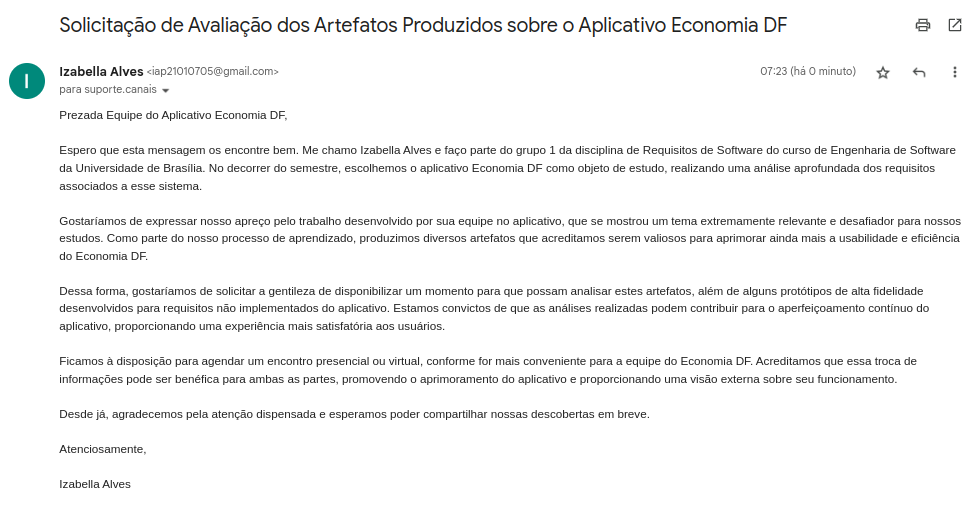 Solicitação de Avaliação dos Artefatos Produzidos sobre o Aplicativo Economia DF
I
Izabella Alves <iap21010705@gmail.com>
07:23 (há 0 minuto)
para suporte.canais
Prezada Equipe do Aplicativo Economia DF,
Espero que esta mensagem os encontre bem. Me chamo Izabella Alves e faço parte do grupo 1 da disciplina de Requisitos de Software do curso de Engenharia de Software
da Universidade de Brasília. No decorrer do semestre, escolhemos o aplicativo Economia DF como objeto de estudo, realizando uma análise aprofundada dos requisitos
associados a esse sistema.
Gostaríamos de expressar nosso apreço pelo trabalho desenvolvido por sua equipe no aplicativo, que se mostrou um tema extremamente relevante e desafiador para nossos
estudos. Como parte do nosso processo de aprendizado, produzimos diversos artefatos que acreditamos serem valiosos para aprimorar ainda mais a usabilidade e eficiência
do Economia DF.
Dessa forma, gostaríamos de solicitar a gentileza de disponibilizar um momento para que possam analisar estes artefatos, além de alguns protótipos de alta fidelidade
desenvolvidos para requisitos não implementados do aplicativo. Estamos convictos de que as análises realizadas podem contribuir para o aperfeiçoamento contínuo do
aplicativo, proporcionando uma experiência mais satisfatória aos usuários.
Ficamos à disposição para agendar um encontro presencial ou virtual, conforme for mais conveniente para a equipe do Economia DF. Acreditamos que essa troca de
informações pode ser benéfica para ambas as partes, promovendo o aprimoramento do aplicativo e proporcionando uma visão externa sobre seu funcionamento.
Desde já, agradecemos pela atenção dispensada e esperamos poder compartilhar nossas descobertas em breve.
Atenciosamente,
Izabella Alves